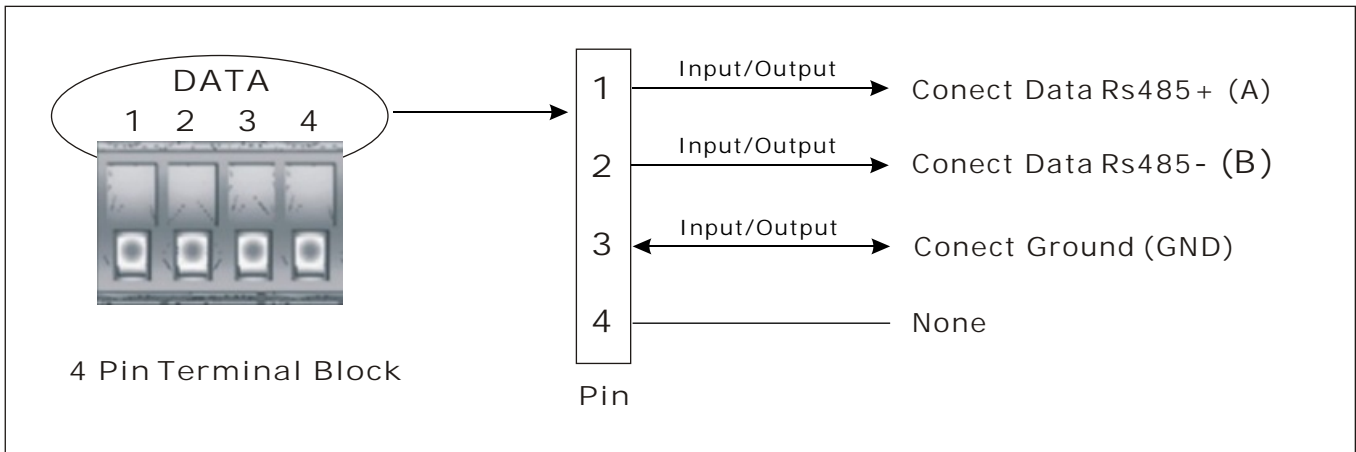 DATA
1 2 3 4
4 Pin Terminal Block
1 Input/Output Conect Data Rs485+ (A)
2 Input/Output Conect Data Rs485- (B)
3 Input/Output Conect Ground (GND)
4 None
Pin